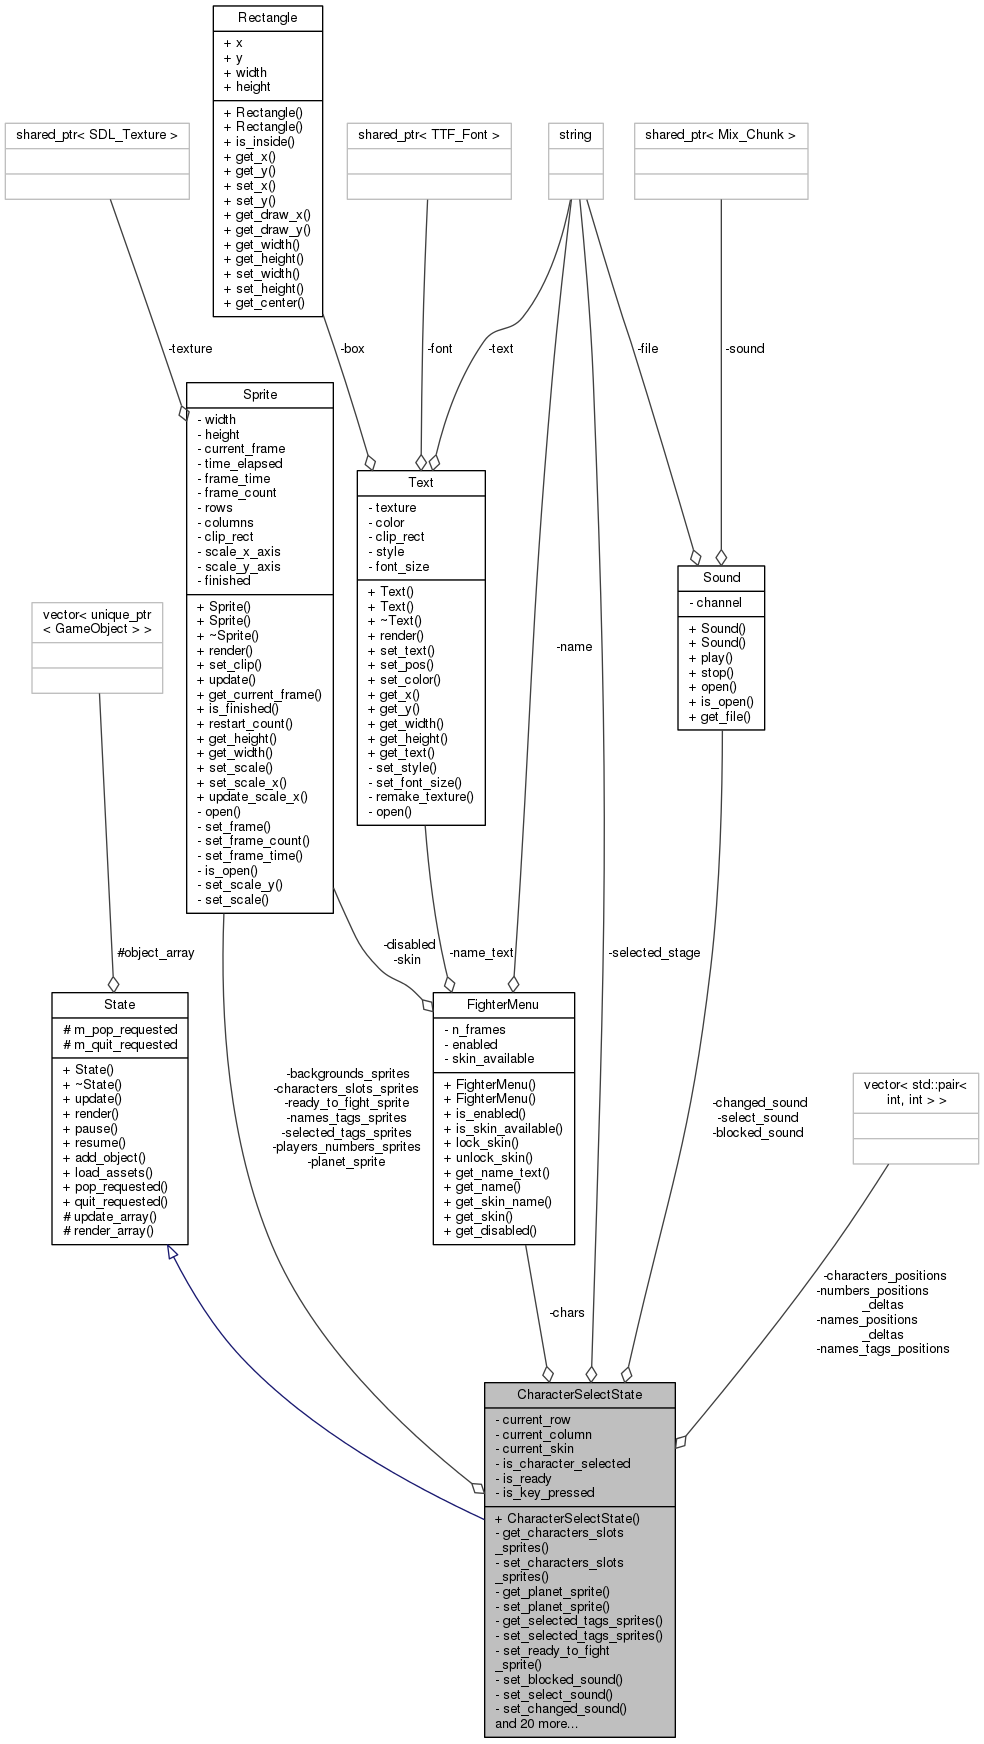 Rectangle
+ x
+ y
+ width
+ height
+ Rectangle()
+ Rectangle()
+ is_inside()
+ get_x()
+ get_y()
+ set_x()
+ set_y()
+ get_draw_x()
+ get_draw_y()
+ get_width()
+ get_height()
+ set_width()
+ set_height()
+ get_center()
shared_ptr< SDL_Texture >
shared_ptr< TTF_Font >
string
shared_ptr< Mix_Chunk >
-texture
-box
-font
-text
-file
-sound
Sprite
- width
- height
- current_frame
- time_elapsed
- frame_time
- frame_count
- rows
- columns
- clip_rect
- scale_x_axis
- scale_y_axis
- finished
+ Sprite()
+ Sprite()
+ ~Sprite()
+ render()
+ set_clip()
+ update()
+ get_current_frame()
+ is_finished()
+ restart_count()
+ get_height()
+ get_width()
+ set_scale()
+ set_scale_x()
+ update_scale_x()
- open()
- set_frame()
- set_frame_count()
- set_frame_time()
- is_open()
- set_scale_y()
- set_scale()
Text
- texture
- color
- clip_rect
- style
- font_size
+ Text()
+ Text()
+ ~Text()
+ render()
+ set_text()
+ set_pos()
+ set_color()
+ get_x()
+ get_y()
+ get_width()
+ get_height()
+ get_text()
- set_style()
- set_font_size()
- remake_texture()
- open()
Sound
- channel
+ Sound()
+ Sound()
+ play()
+ stop()
+ open()
+ is_open()
+ get_file()
vector< unique_ptr
< GameObject > >
-name
#object_array
-disabled
-skin
-name_text
-selected_stage
State
# m_pop_requested
# m_quit_requested
+ State()
+ ~State()
+ update()
+ render()
+ pause()
+ resume()
+ add_object()
+ load_assets()
+ pop_requested()
+ quit_requested()
# update_array()
# render_array()
-backgrounds_sprites
-characters_slots_sprites
-ready_to_fight_sprite
-names_tags_sprites
-selected_tags_sprites
-players_numbers_sprites
-planet_sprite
FighterMenu
- n_frames
- enabled
- skin_available
+ FighterMenu()
+ FighterMenu()
+ is_enabled()
+ is_skin_available()
+ lock_skin()
+ unlock_skin()
+ get_name_text()
+ get_name()
+ get_skin_name()
+ get_skin()
+ get_disabled()
-changed_sound
-select_sound
-blocked_sound
vector< std::pair<
int, int > >
-chars
-characters_positions
-numbers_positions
_deltas
-names_positions
_deltas
-names_tags_positions
CharacterSelectState
- current_row
- current_column
- current_skin
- is_character_selected
- is_ready
- is_key_pressed
+ CharacterSelectState()
- get_characters_slots
_sprites()
- set_characters_slots
_sprites()
- get_planet_sprite()
- set_planet_sprite()
- get_selected_tags_sprites()
- set_selected_tags_sprites()
- set_ready_to_fight
_sprite()
- set_blocked_sound()
- set_select_sound()
- set_changed_sound()
and 20 more...